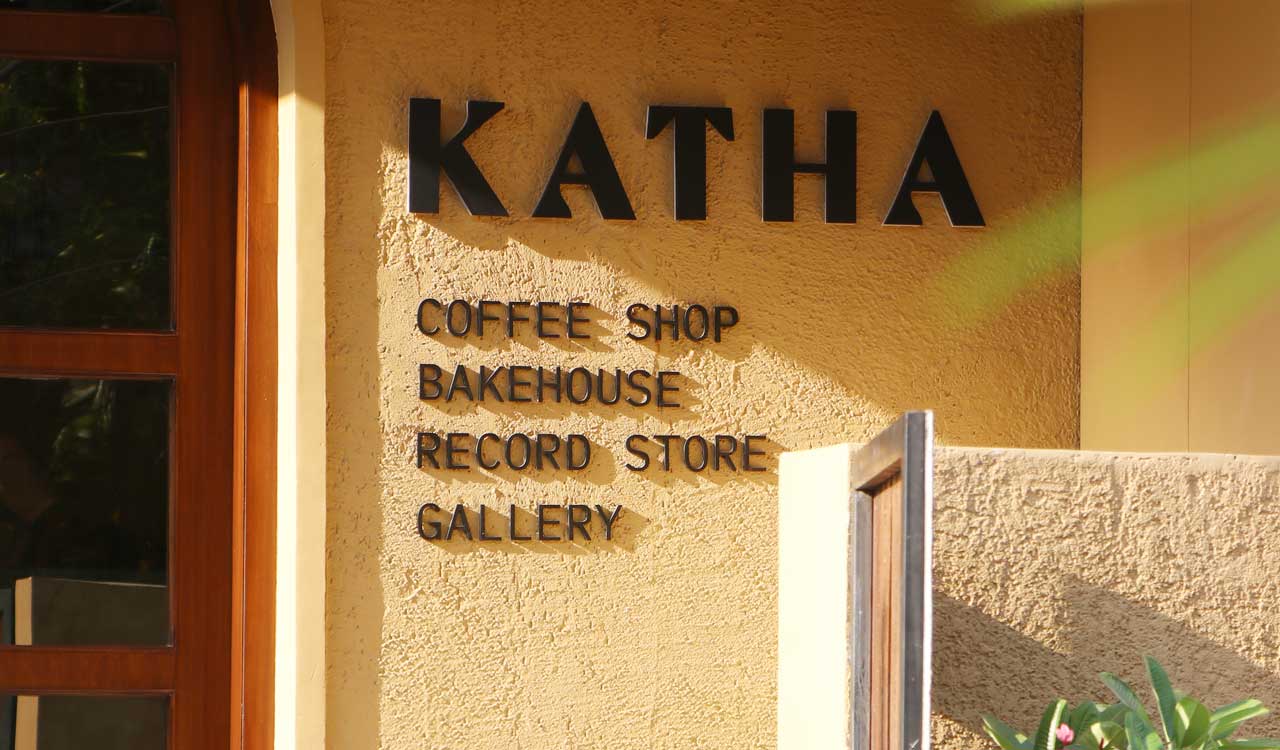 KATHA
COFFEE SHOP
BAKEHOUSE
RECORD STORE
GALLERY